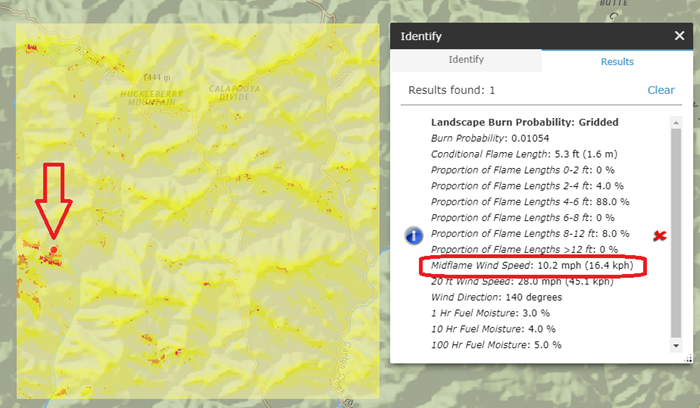 BUTTE
1444 m
HUCKLEBERRY
MOUNTAIN
CALAPOOYA
DIVIDE
Rd
Identify
Identify
Results
Results found: 1
Clear
Landscape Burn Probability: Gridded
Burn Probability: 0.01054
Conditional Flame Length: 5.3 ft (1.6 m)
Proportion of Flame Lengths 0-2 ft: 0 %
Proportion of Flame Lengths 2-4 ft: 4.0 %
Proportion of Flame Lengths 4-6 ft: 88.0 %
Proportion of Flame Lengths 6-8 ft: 0 %
Proportion of Flame Lengths 8-12 ft: 8.0 %
Proportion of Flame Lengths >12 ft: 0 %
Midflame Wind Speed: 10.2 mph (16.4 kph)
20 ft Wind Speed: 28.0 mph (45.1 kph)
Wind Direction: 140 degrees
1 Hr Fuel Moisture: 3.0 %
10 Hr Fuel Moisture: 4.0 %
100 Hr Fuel Moisture: 5.0 %